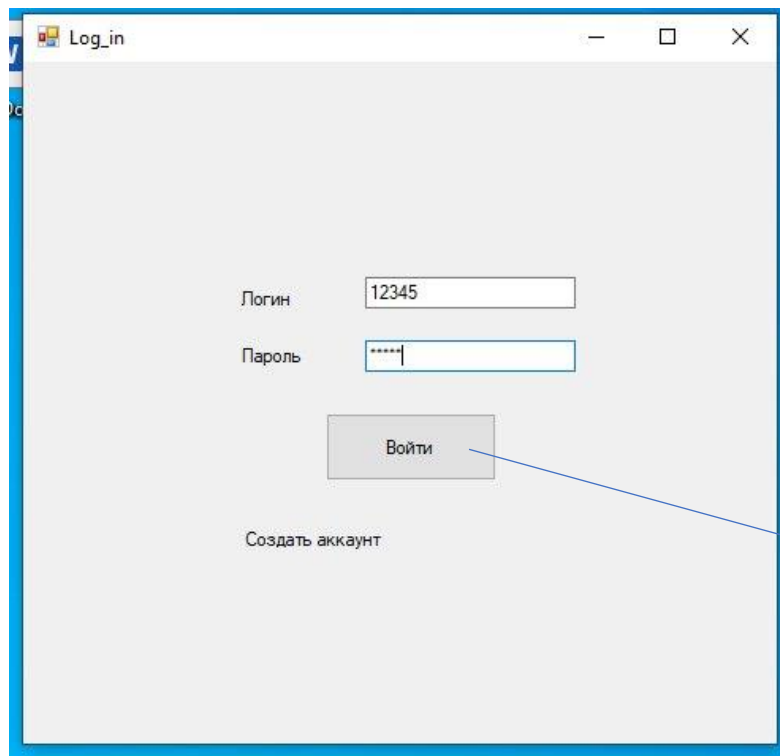 Log_in
Логин
12345
Пароль
*****
Войти
Создать аккаунт